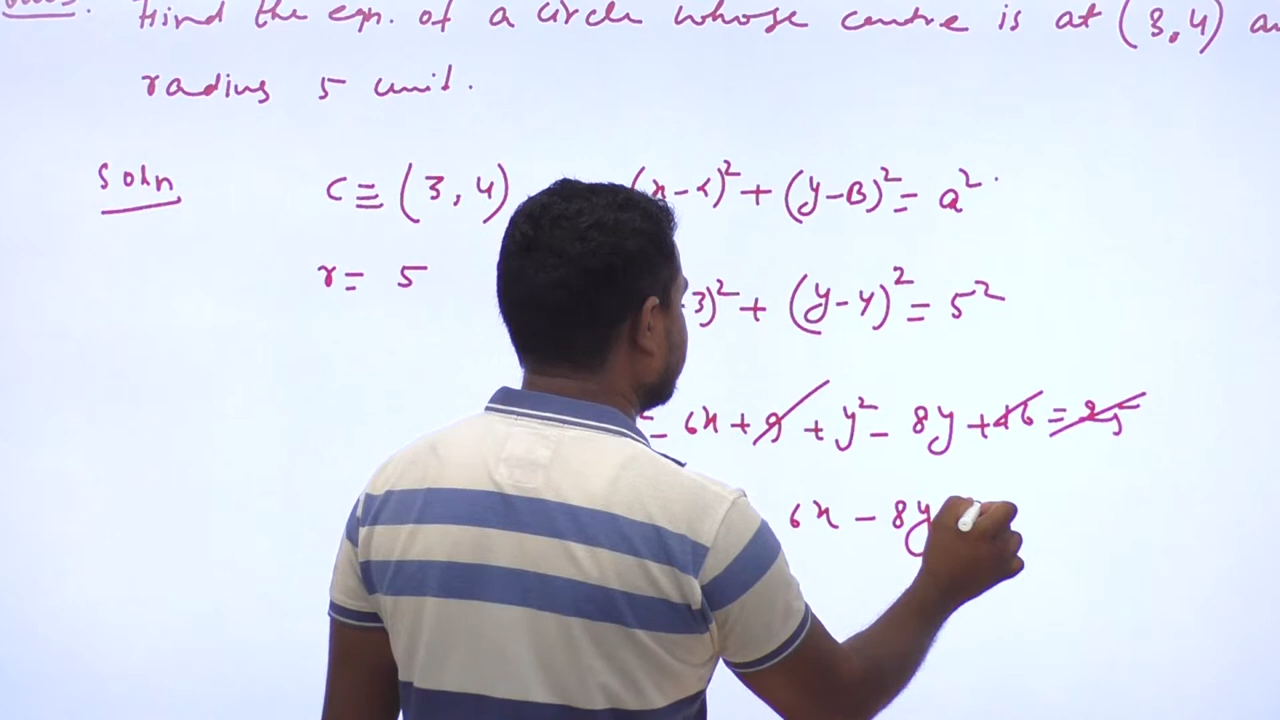 Find the eqn. of a circle whose centre is at (3,4)
radius 5 unit.
Soln C ≡ (3, 4) (x-α)² + (y-β)² = a²
r = 5
3)² + (y-4)² = 5²
- 6x + 9 + y² - 8y + 16 = 25
6x - 8y